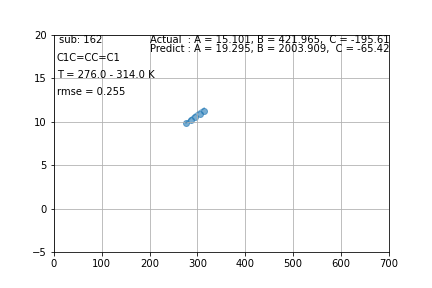 sub: 162
Actual : A = 15.101, B = 421.965, C = -195.61
Predict : A = 19.295, B = 2003.909, C = -65.42
C1C=CC=C1
T = 276.0 - 314.0 K
rmse = 0.255
20
15
10
5
0
−5
0 100 200 300 400 500 600 700